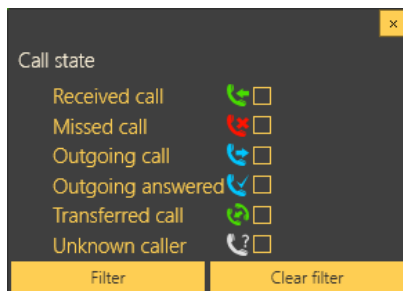 ×
Call state
Received call
Missed call
Outgoing call
Outgoing answered
Transferred call
Unknown caller
Filter
Clear filter